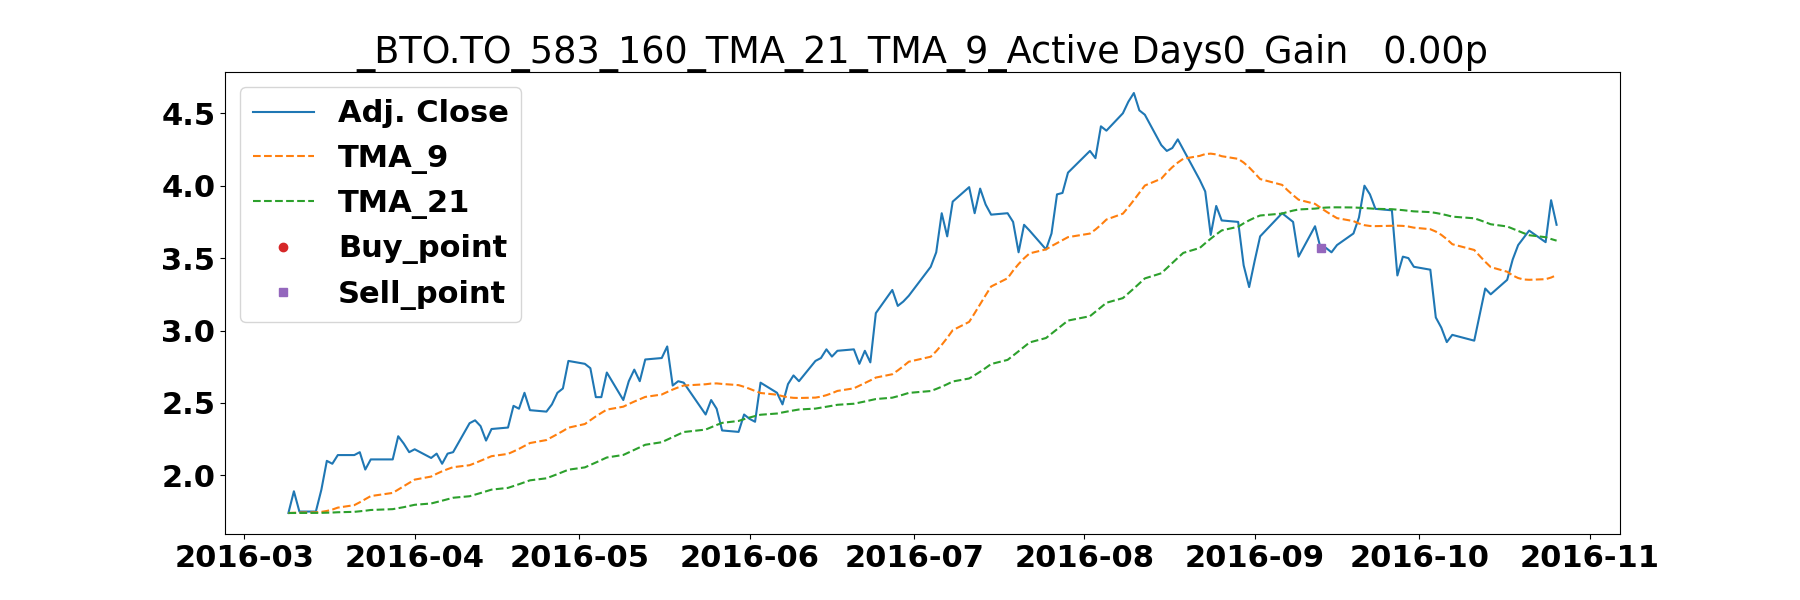 _BTO.TO_583_160_TMA_21_TMA_9_Active Days0_Gain   0.00p
4.5
4.0
3.5
3.0
2.5
2.0
Adj. Close
TMA_9
TMA_21
Buy_point
Sell_point
2016-03 2016-04 2016-05 2016-06 2016-07 2016-08 2016-09 2016-10 2016-11